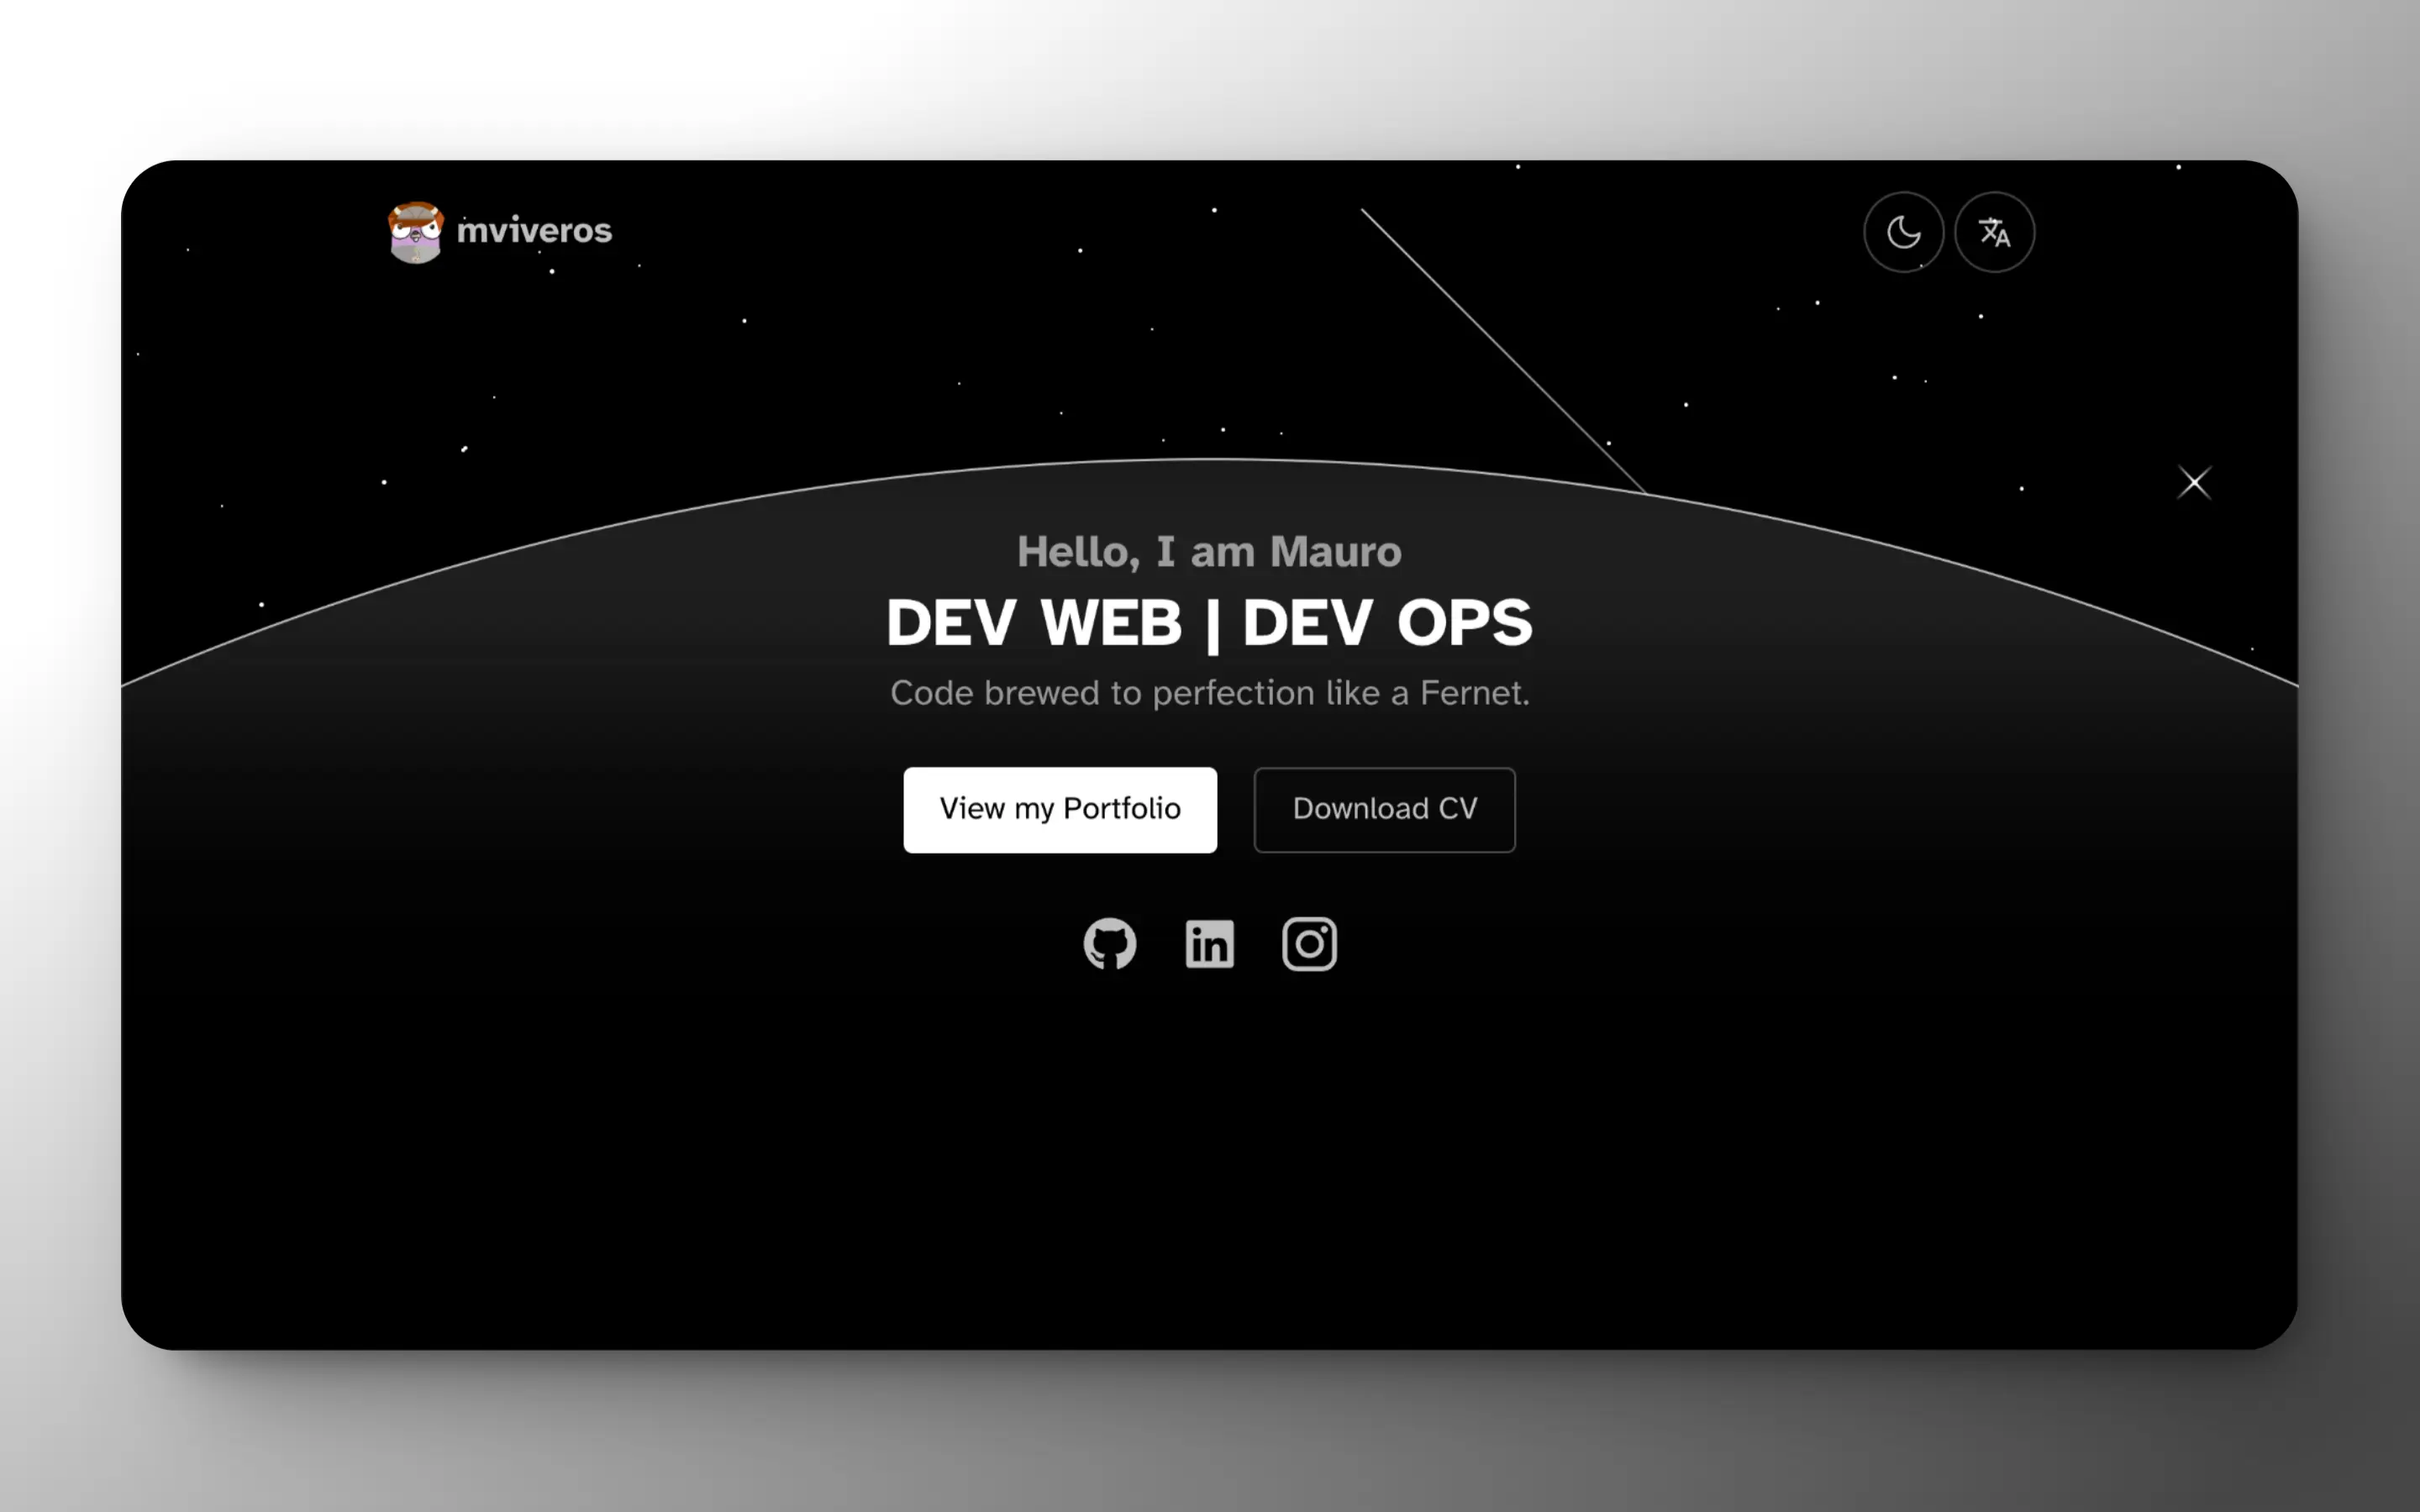 mviveros
Hello, I am Mauro
DEV WEB | DEV OPS
Code brewed to perfection like a Fernet.
View my Portfolio
Download CV